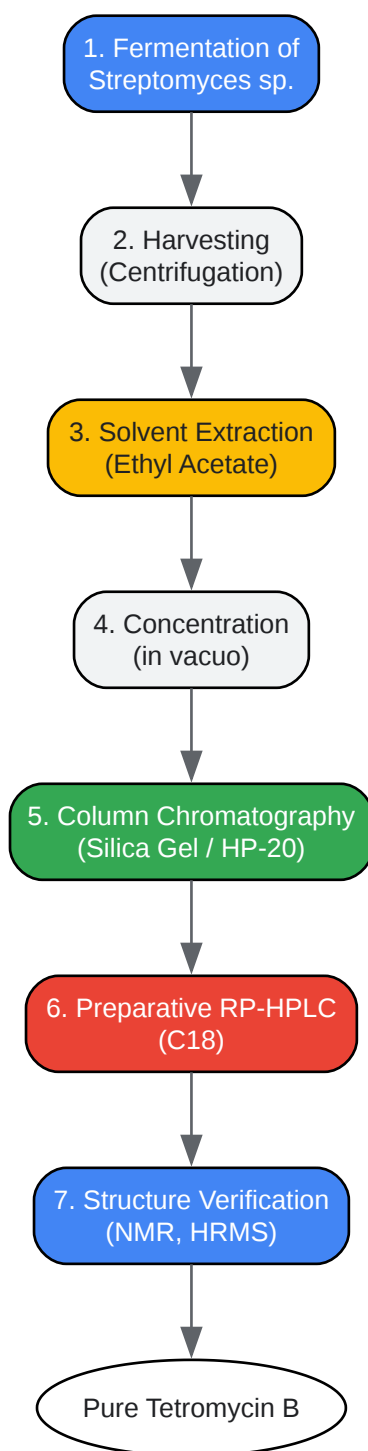 1. Fermentation of
Streptomyces sp.
2. Harvesting
(Centrifugation)
3. Solvent Extraction
(Ethyl Acetate)
4. Concentration
(in vacuo)
5. Column Chromatography
(Silica Gel / HP-20)
6. Preparative RP-HPLC
(C18)
7. Structure Verification
(NMR, HRMS)
Pure Tetromycin B